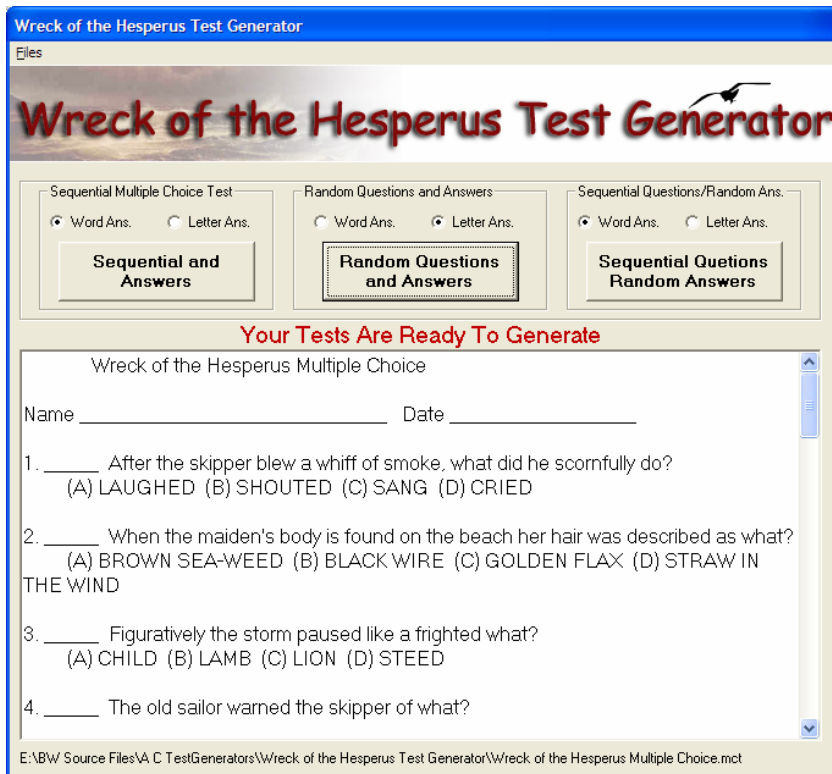 Wreck of the Hesperus Test Generator
Files
Wreck of the Hesperus Test Generator
Sequential Multiple Choice Test
Word Ans. Letter Ans.
Sequential and
Answers
Random Questions and Answers
Word Ans. Letter Ans.
Random Questions
and Answers
Sequential Questions/Random Ans.
Word Ans. Letter Ans.
Sequential Quetions
Random Answers
Your Tests Are Ready To Generate
Wreck of the Hesperus Multiple Choice
Name ____________________________ Date _________________
1. _____ After the skipper blew a whiff of smoke, what did he scornfully do?
(A) LAUGHED (B) SHOUTED (C) SANG (D) CRIED
2. _____ When the maiden's body is found on the beach her hair was described as what?
(A) BROWN SEA-WEED (B) BLACK WIRE (C) GOLDEN FLAX (D) STRAW IN
THE WIND
3. _____ Figuratively the storm paused like a frighted what?
(A) CHILD (B) LAMB (C) LION (D) STEED
4. _____ The old sailor warned the skipper of what?
E:\BW Source Files\A C TestGenerators\Wreck of the Hesperus Test Generator\Wreck of the Hesperus Multiple Choice.mct